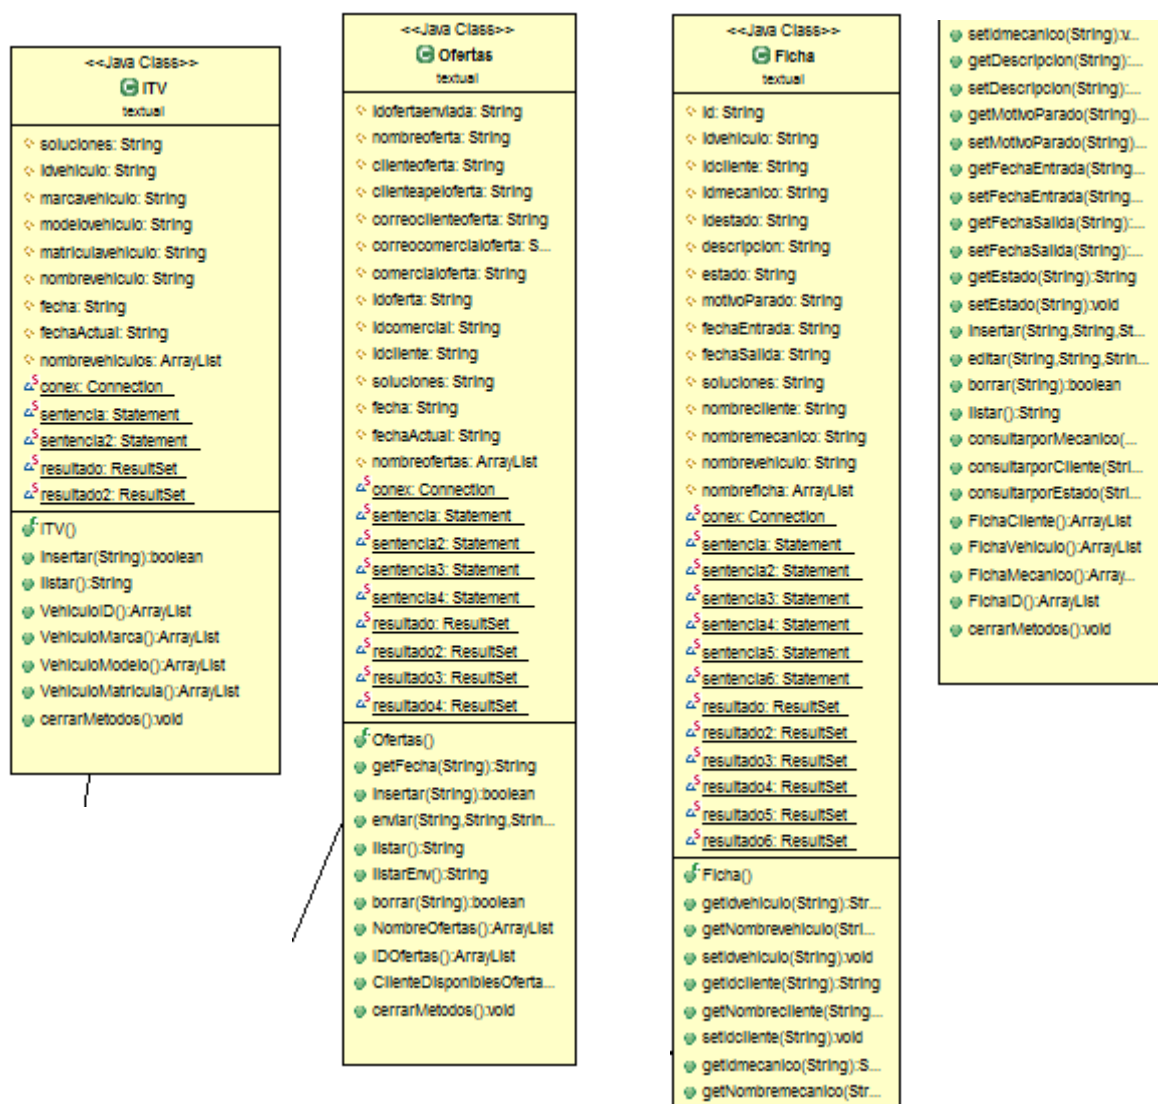 <<Java Class>>
ITV
textual
soluciones: String
idvehiculo: String
marcavehiculo: String
modelovehiculo: String
matriculavehiculo: String
nombrevehiculo: String
fecha: String
fechaActual: String
nombrevehiculos: ArrayList
conex: Connection
sentencia: Statement
sentencia2: Statement
resultado: ResultSet
resultado2: ResultSet
ITV()
insertar(String):boolean
listar():String
VehiculoID():ArrayList
VehiculoMarca():ArrayList
VehiculoModelo():ArrayList
VehiculoMatricula():ArrayList
cerrarMetodos():void
<<Java Class>>
Ofertas
textual
idofertaenviada: String
nombreoferta: String
clienteoferta: String
clienteapeloferta: String
correoclienteoferta: String
correocomercialoferta: S...
comercialoferta: String
idoferta: String
idcomercial: String
idcliente: String
soluciones: String
fecha: String
fechaActual: String
nombreofertas: ArrayList
conex: Connection
sentencia: Statement
sentencia2: Statement
sentencia3: Statement
sentencia4: Statement
resultado: ResultSet
resultado2: ResultSet
resultado3: ResultSet
resultado4: ResultSet
Ofertas()
getFecha(String):String
insertar(String):boolean
enviar(String,String,Strin...
listar():String
listarEnv():String
borrar(String):boolean
NombreOfertas():ArrayList
IDOfertas():ArrayList
ClienteDisponiblesOferta...
cerrarMetodos():void
<<Java Class>>
Ficha
textual
id: String
idvehiculo: String
idcliente: String
idmecanico: String
idestado: String
descripcion: String
estado: String
motivoParado: String
fechaEntrada: String
fechaSalida: String
soluciones: String
nombrecliente: String
nombremecanico: String
nombrevehiculo: String
nombreficha: ArrayList
conex: Connection
sentencia: Statement
sentencia2: Statement
sentencia3: Statement
sentencia4: Statement
sentencia5: Statement
sentencia6: Statement
resultado: ResultSet
resultado2: ResultSet
resultado3: ResultSet
resultado4: ResultSet
resultado5: ResultSet
resultado6: ResultSet
Ficha()
getidvehiculo(String):Str...
getNombrevehiculo(Stri...
setidvehiculo(String):void
getidcliente(String):String
getNombrecliente(String...
setidcliente(String):void
getidmecanico(String):S...
getNombremecanico(Str...
setidmecanico(String):v...
getDescripcion(String):...
setDescripcion(String):...
getMotivoParado(String)...
setMotivoParado(String)...
getFechaEntrada(String...
setFechaEntrada(String...
getFechaSalida(String):...
setFechaSalida(String):...
getEstado(String):String
setEstado(String):void
insertar(String,String,St...
editar(String,String,Strin...
borrar(String):boolean
listar():String
consultarporMecanico(...
consultarporCliente(Stri...
consultarporEstado(Stri...
FichaCliente():ArrayList
FichaVehiculo():ArrayList
FichaMecanico():Array...
FichaID():ArrayList
cerrarMetodos():void